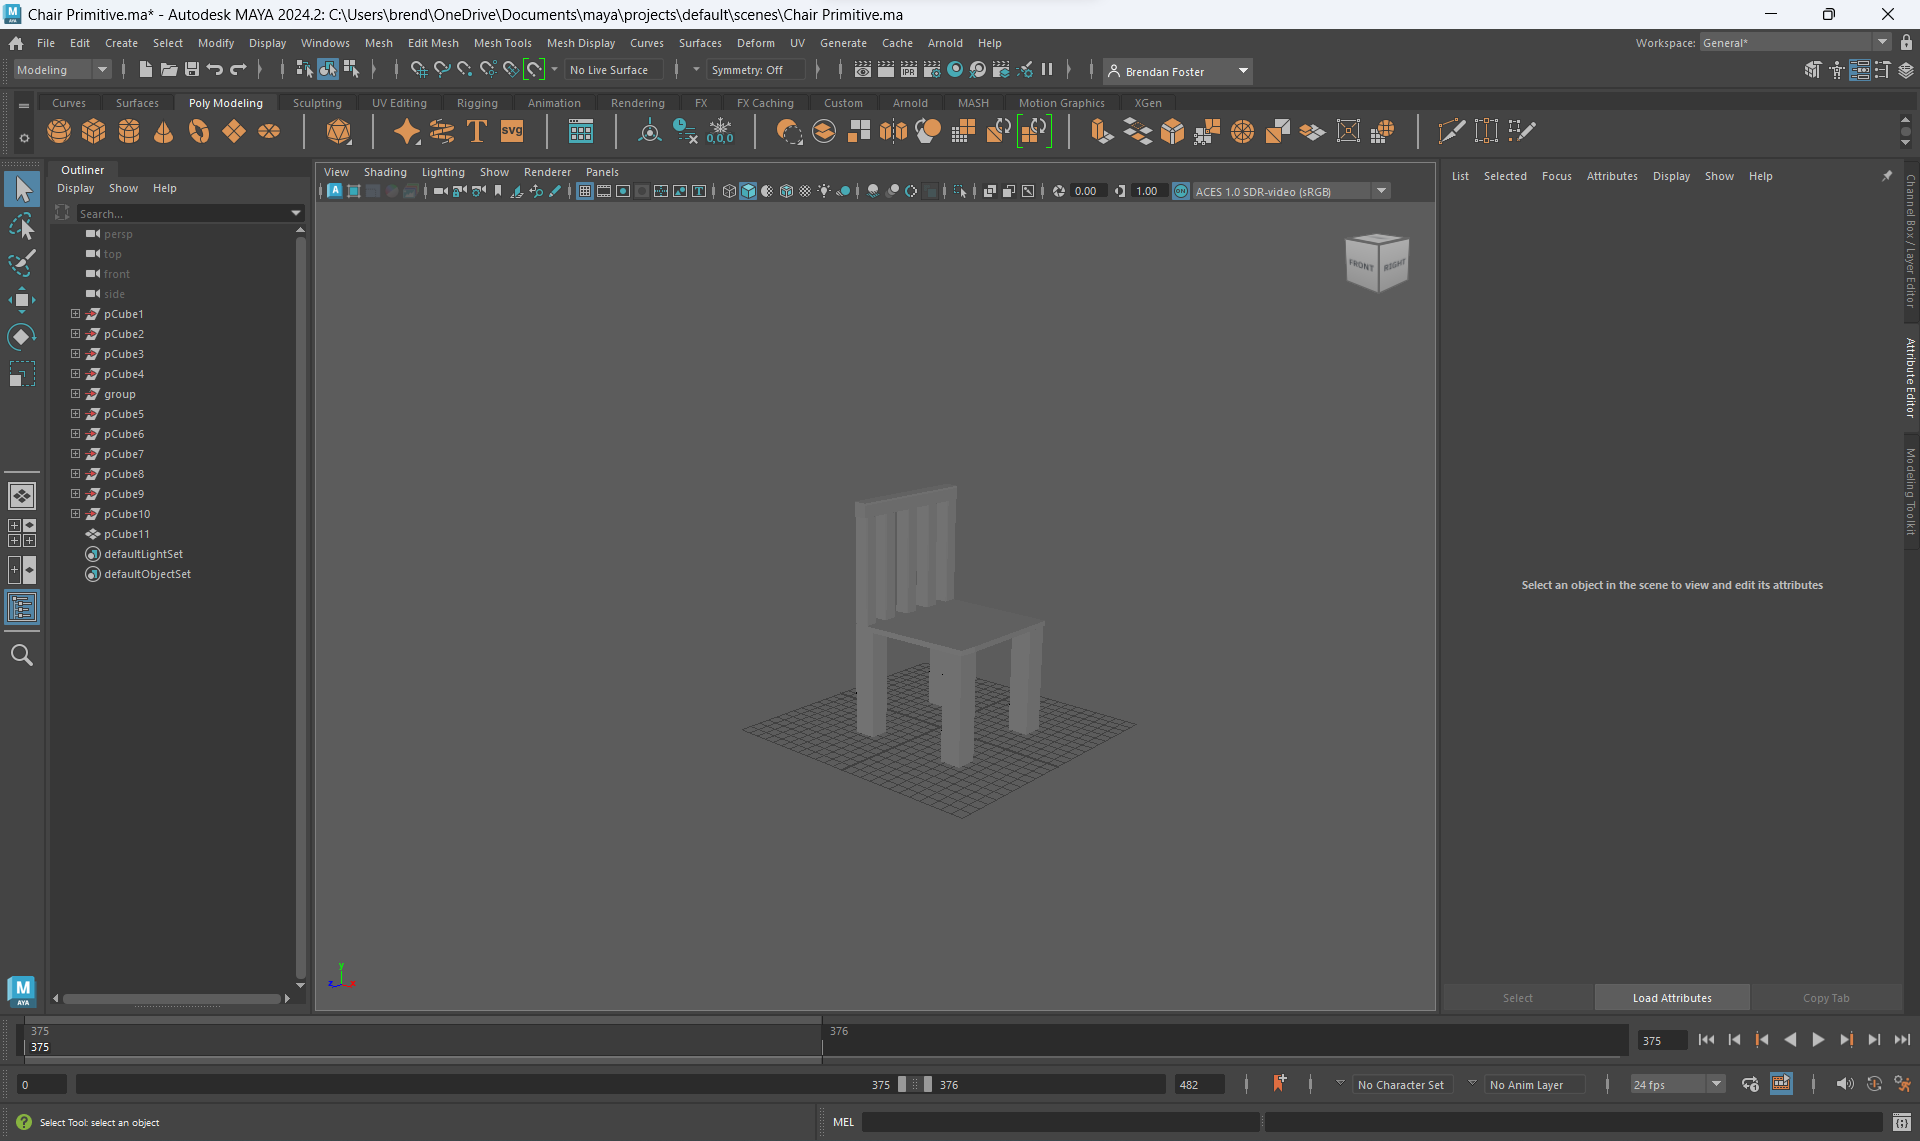 Chair Primitive.ma* - Autodesk MAYA 2024.2: C:\Users\brend\OneDrive\Documents\maya\projects\default\scenes\Chair Primitive.ma
File Edit Create Select Modify Display Windows Mesh Edit Mesh Mesh Tools Mesh Display Curves Surfaces Deform UV Generate Cache Arnold Help
Workspace: General*
Modeling
No Live Surface
Symmetry: Off
IPR
Brendan Foster
Curves Surfaces Poly Modeling Sculpting UV Editing Rigging Animation Rendering FX FX Caching Custom Arnold MASH Motion Graphics XGen
T svg
0,0,0
Outliner
Display Show Help
Search...
persp
top
front
side
pCube1
pCube2
pCube3
pCube4
group
pCube5
pCube6
pCube7
pCube8
pCube9
pCube10
pCube11
defaultLightSet
defaultObjectSet
View Shading Lighting Show Renderer Panels
0.00
1.00
ON
ACES 1.0 SDR-video (sRGB)
FRONT
RIGHT
y
z
x
List Selected Focus Attributes Display Show Help
Channel Box / Layer Editor
Attribute Editor
Modeling Toolkit
Select an object in the scene to view and edit its attributes
Select
Load Attributes
Copy Tab
M
AYA
375
375
376
375
0
375
376
482
No Character Set
No Anim Layer
24 fps
Select Tool: select an object
MEL